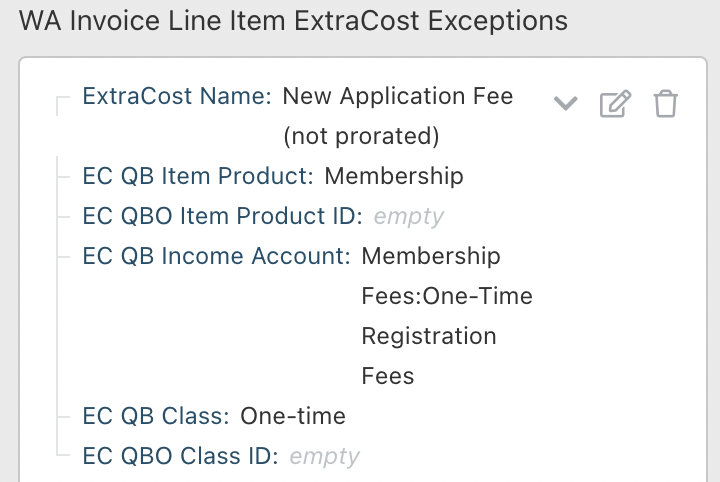 WA Invoice Line Item ExtraCost Exceptions
ExtraCost Name: New Application Fee
(not prorated)
EC QB Item Product: Membership
EC QBO Item Product ID: empty
EC QB Income Account: Membership
Fees:One-Time
Registration
Fees
EC QB Class: One-time
EC QBO Class ID: empty